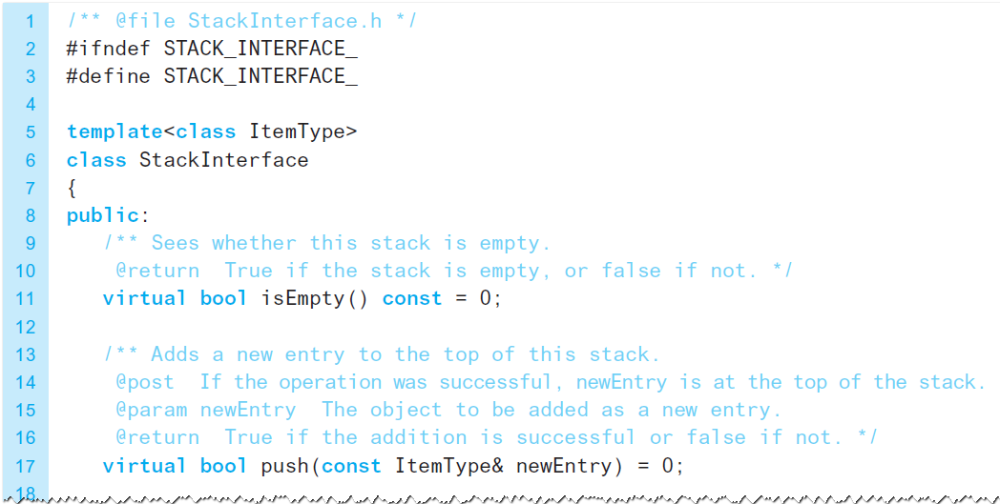 1 /** @file StackInterface.h */
2 #ifndef STACK_INTERFACE_
3 #define STACK_INTERFACE_
4
5 template<class ItemType>
6 class StackInterface
7 {
8 public:
9 /** Sees whether this stack is empty.
10 @return True if the stack is empty, or false if not. */
11 virtual bool isEmpty() const = 0;
12
13 /** Adds a new entry to the top of this stack.
14 @post If the operation was successful, newEntry is at the top of the stack.
15 @param newEntry The object to be added as a new entry.
16 @return True if the addition is successful or false if not. */
17 virtual bool push(const ItemType& newEntry) = 0;
18